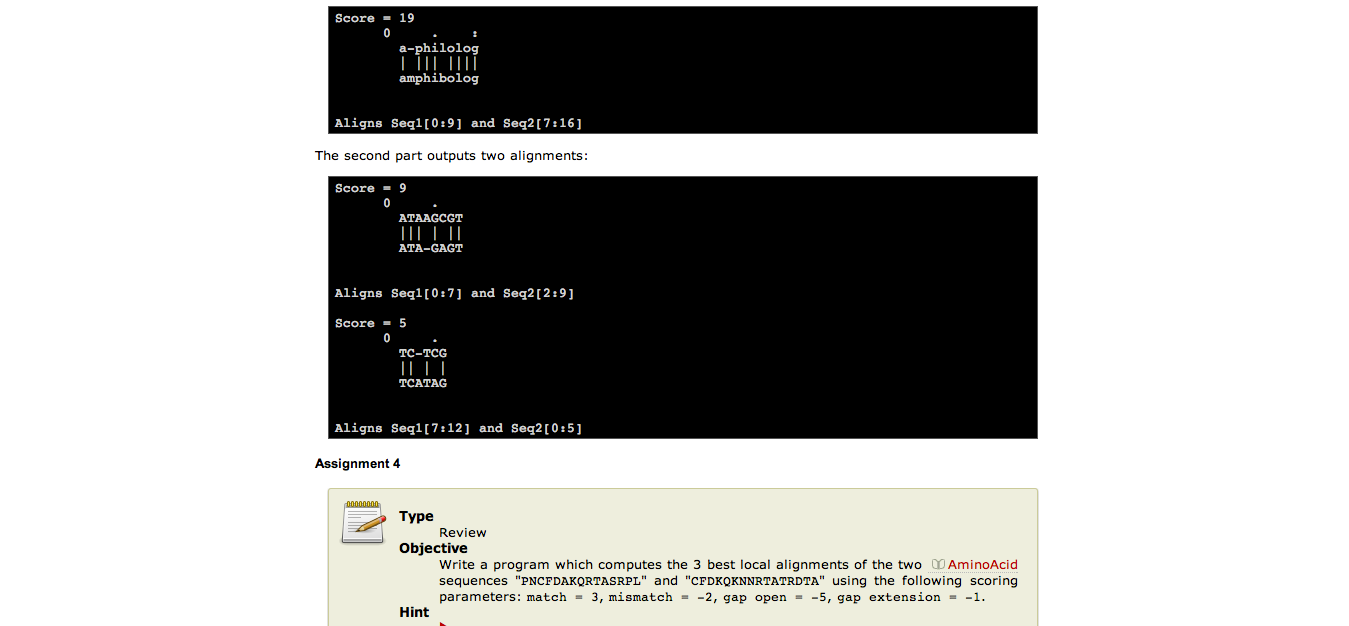 Score = 19
0 . :
a-philolog
| ||| ||||
amphibolog
Aligns Seq1[0:9] and Seq2[7:16]
The second part outputs two alignments:
Score = 9
0 .
ATAAGCGT
||| | ||
ATA-GAGT
Aligns Seq1[0:7] and Seq2[2:9]
Score = 5
0 .
TC-TCG
|| | |
TCATAG
Aligns Seq1[7:12] and Seq2[0:5]
Assignment 4
Type
Review
Objective
Write a program which computes the 3 best local alignments of the two AminoAcid
sequences "PNCFDAKQRTASRPL" and "CFDKQKNNRTATRDTA" using the following scoring
parameters: match = 3, mismatch = -2, gap open = -5, gap extension = -1.
Hint